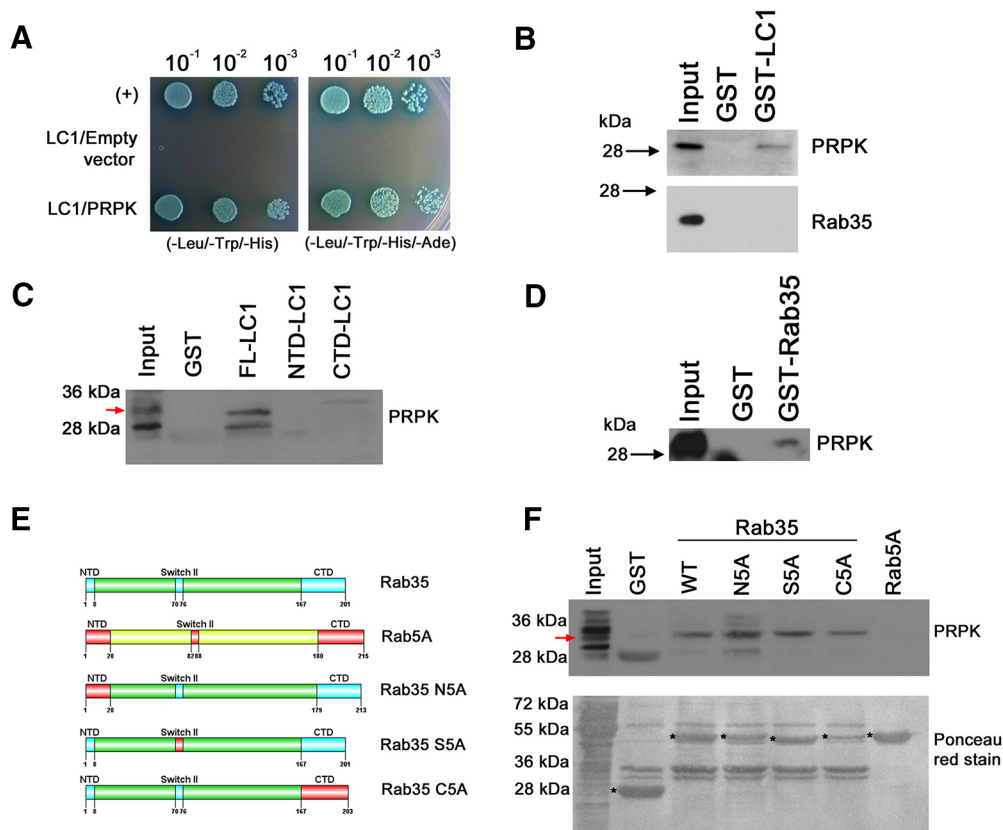 A
10-1 10-2 10-3 10-1 10-2 10-3
(+)
LC1/Empty
vector
LC1/PRPK
(-Leu/-Trp/-His) (-Leu/-Trp/-His/-Ade)
B
Input GST GST-LC1
kDa
28 PRPK
28
Rab35
C
Input GST FL-LC1 NTD-LC1 CTD-LC1
36 kDa
28 kDa
PRPK
D
Input GST GST-Rab35
kDa
28
PRPK
E
NTD Switch II CTD
Rab35
1 8 70 76 167 201
NTD Switch II CTD
Rab5A
1 20 82 88 180 215
NTD Switch II CTD
Rab35 N5A
1 20 179 213
NTD Switch II CTD
Rab35 S5A
1 8 70 76 167 201
NTD Switch II CTD
Rab35 C5A
1 8 70 76 167 203
F
Rab35
Input GST WT N5A S5A C5A Rab5A
36 kDa
28 kDa
PRPK
72 kDa
55 kDa
36 kDa
28 kDa
* * * * * *
Ponceau
red stain